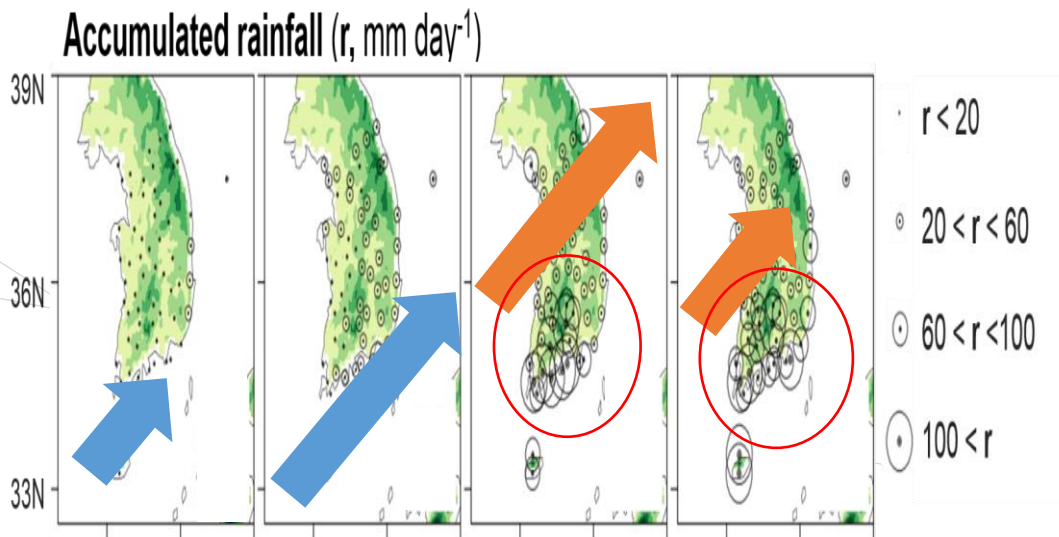 Accumulated rainfall (r, mm day-1)
39N
36N
33N
r < 20
20 < r < 60
60 < r <100
100 < r